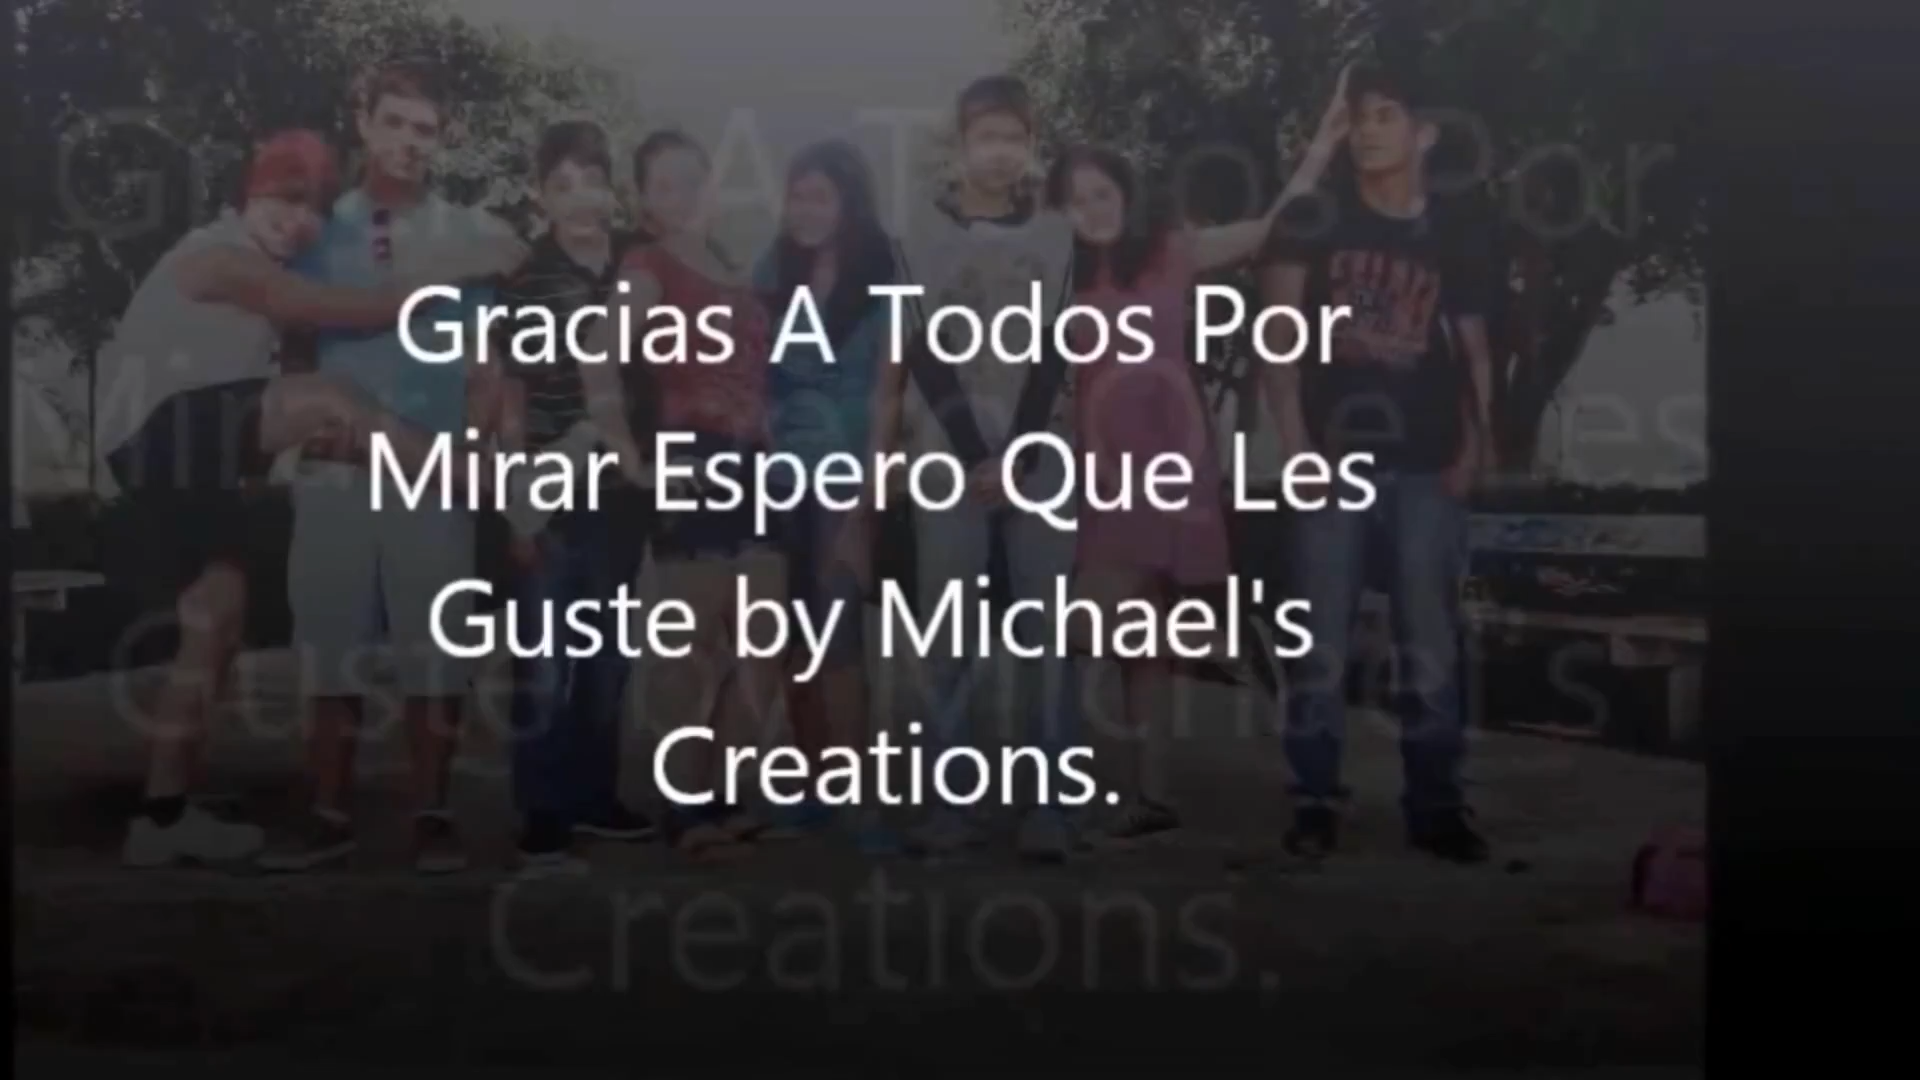 Gracias A Todos Por
Mirar Espero Que Les
Guste by Michael's
Creations.